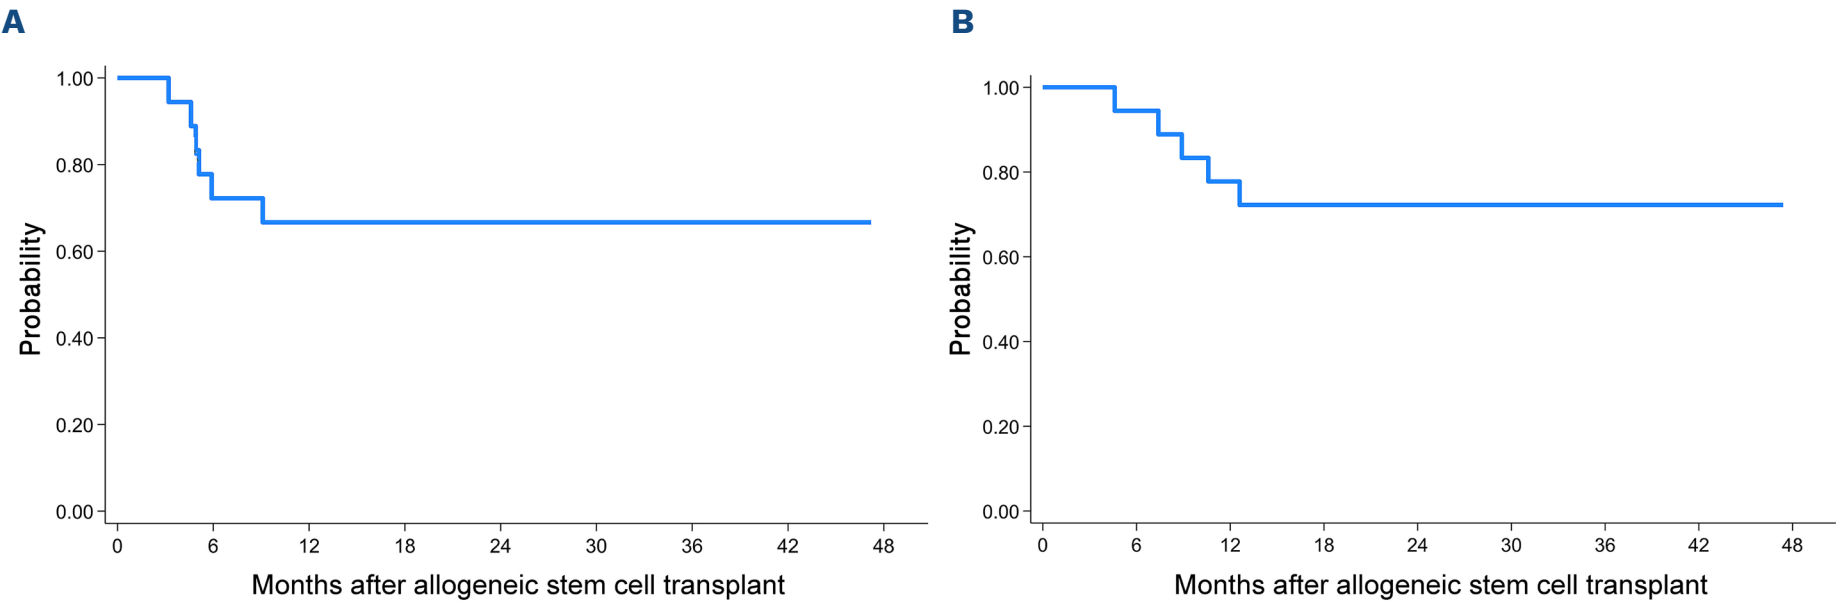 A
1.00
0.80
0.60
0.40
0.20
0.00
Probability
0 6 12 18 24 30 36 42 48
Months after allogeneic stem cell transplant
B
1.00
0.80
0.60
0.40
0.20
0.00
Probability
0 6 12 18 24 30 36 42 48
Months after allogeneic stem cell transplant